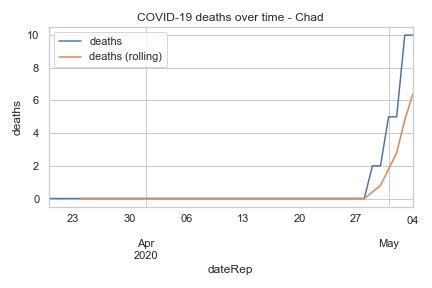 COVID-19 deaths over time - Chad
deaths
deaths (rolling)
10
8
6
4
2
0
deaths
23 30 06 13 20 27 04
Apr May
2020
dateRep